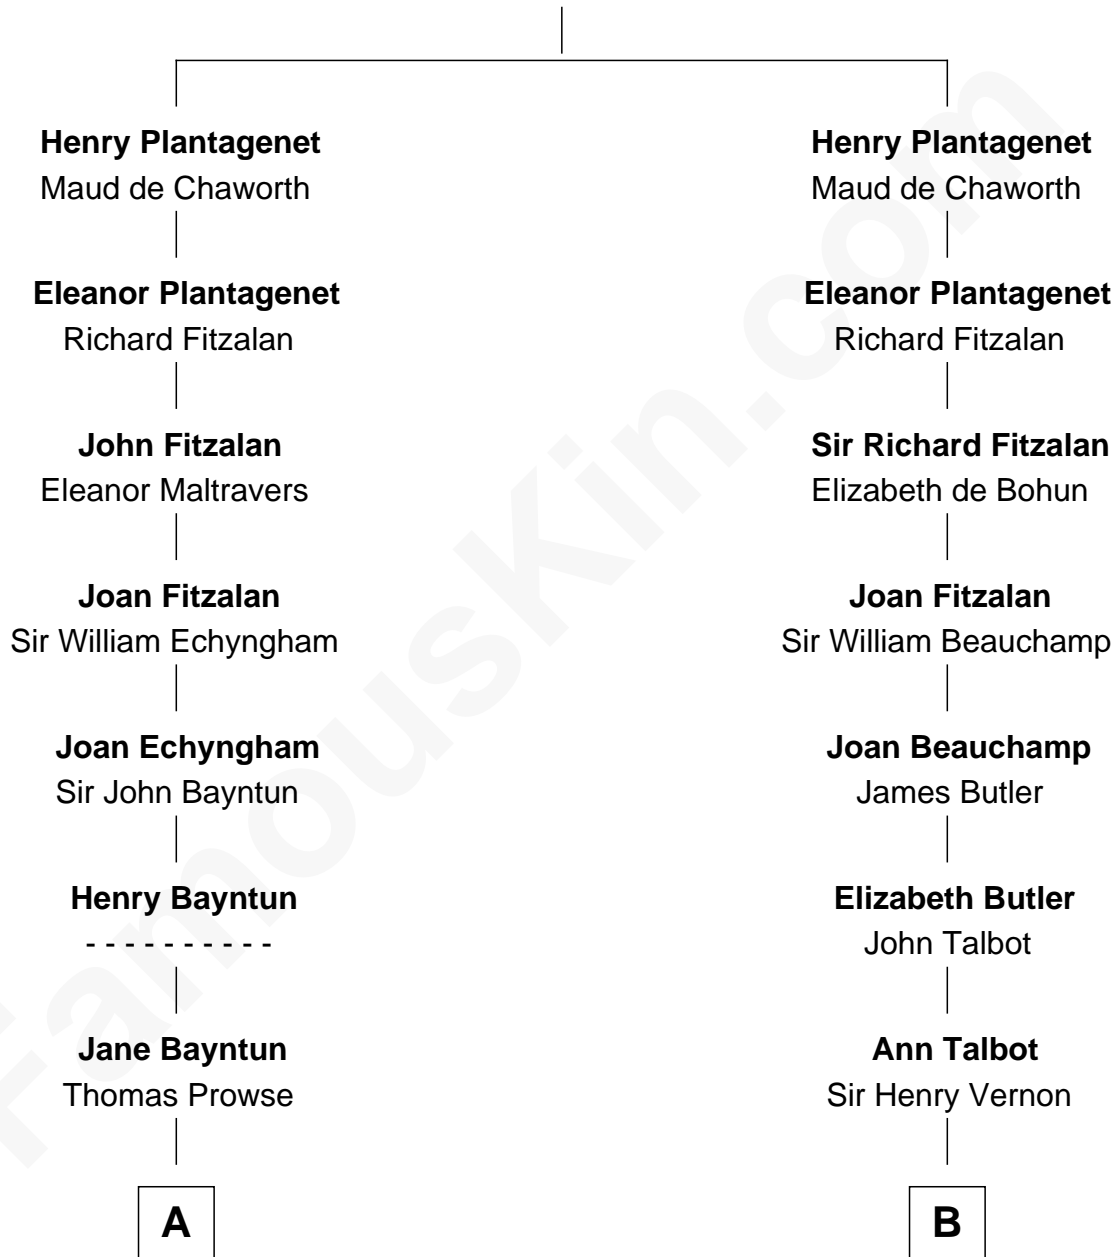 Henry Plantagenet
Maud de Chaworth
Eleanor Plantagenet
Richard Fitzalan
John Fitzalan
Eleanor Maltravers
Joan Fitzalan
Sir William Echyngham
Joan Echyngham
Sir John Bayntun
Henry Bayntun
- - - - - - - - - -
Jane Bayntun
Thomas Prowse
A
Henry Plantagenet
Maud de Chaworth
Eleanor Plantagenet
Richard Fitzalan
Sir Richard Fitzalan
Elizabeth de Bohun
Joan Fitzalan
Sir William Beauchamp
Joan Beauchamp
James Butler
Elizabeth Butler
John Talbot
Ann Talbot
Sir Henry Vernon
B
FamousKin.com